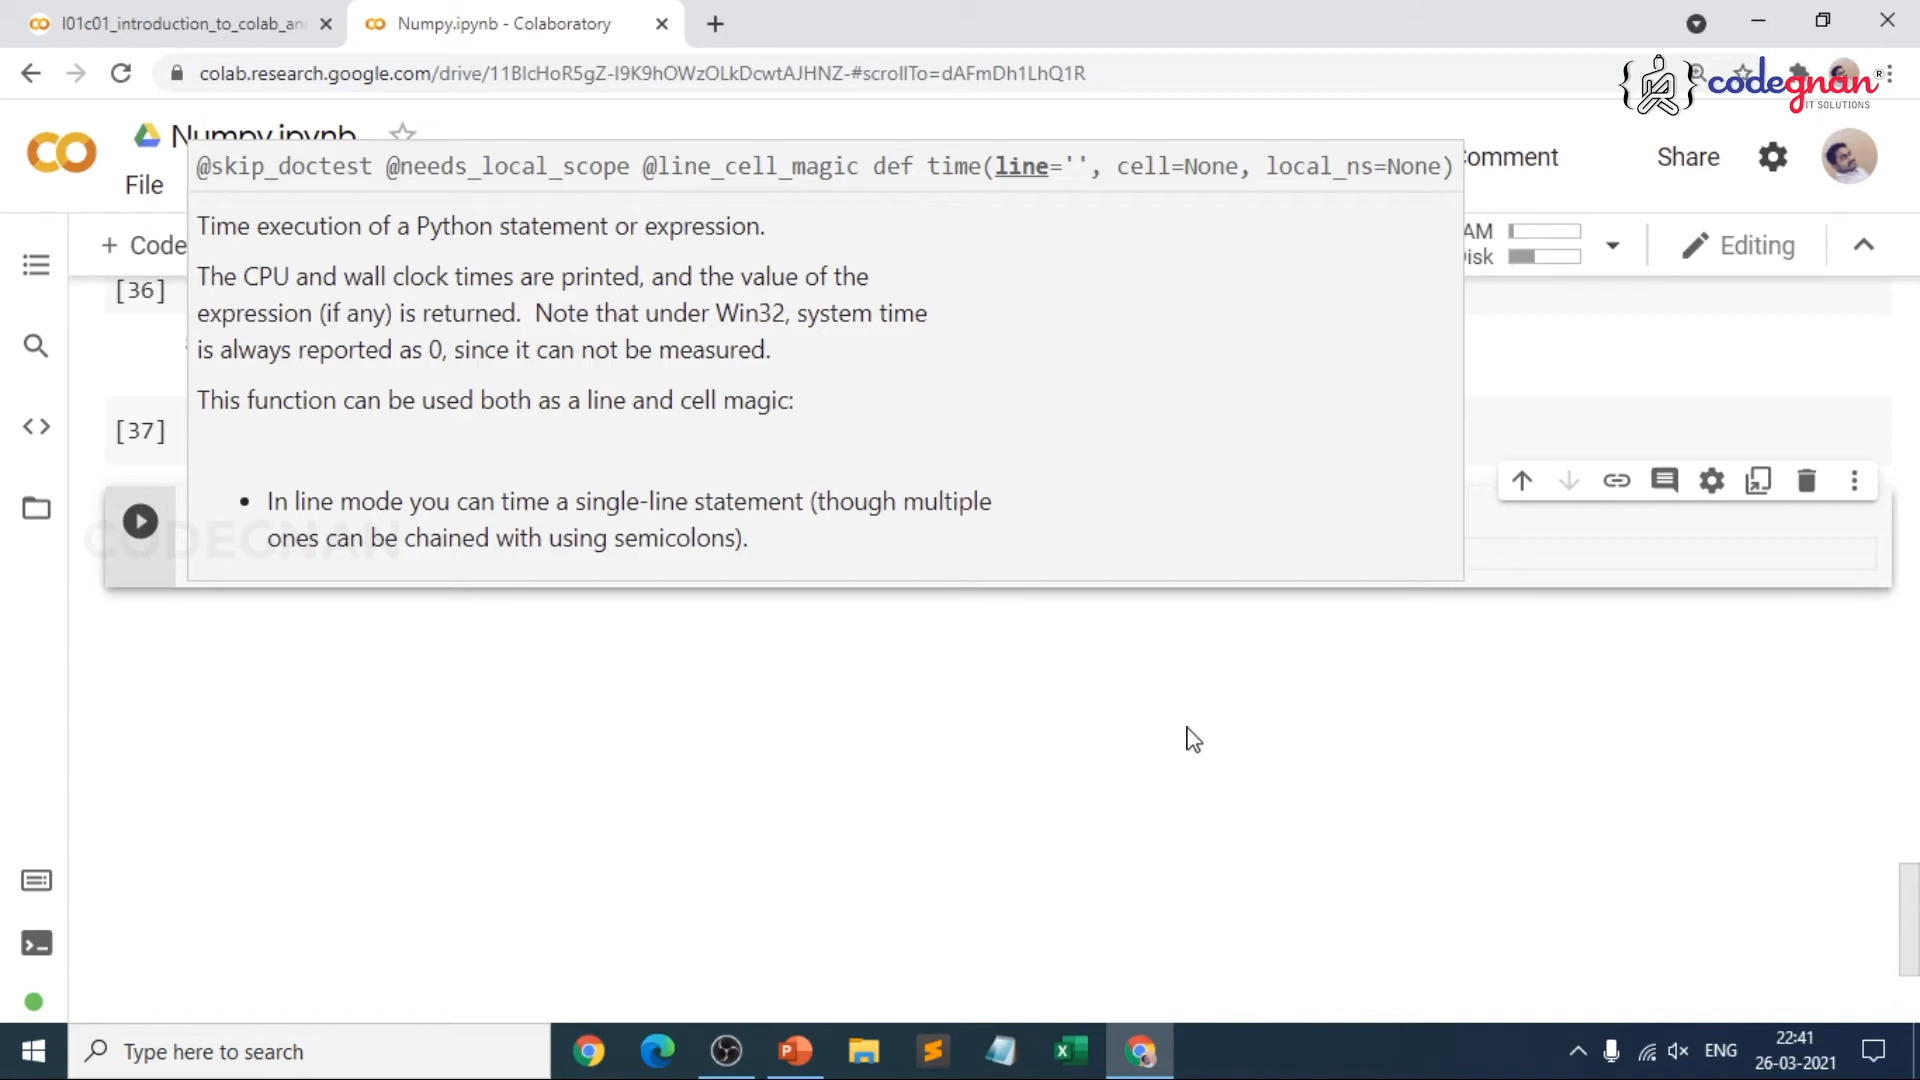 l01c01_introduction_to_colab_an
Numpy.ipynb - Colaboratory
colab.research.google.com/drive/11BIcHoR5gZ-I9K9hOWzOLkDcwtAJHNZ-#scrollTo=dAFmDh1LhQ1R
codegnan®
IT SOLUTIONS
CO
Numpy.ipynb
File
omment
Share
@skip_doctest @needs_local_scope @line_cell_magic def time(line='', cell=None, local_ns=None)
Time execution of a Python statement or expression.
The CPU and wall clock times are printed, and the value of the
expression (if any) is returned.  Note that under Win32, system time
is always reported as 0, since it can not be measured.
This function can be used both as a line and cell magic:
• In line mode you can time a single-line statement (though multiple
ones can be chained with using semicolons).
+ Code
AM
isk
Editing
[36]
[37]
CODEGNAN
Type here to search
ENG
22:41
26-03-2021